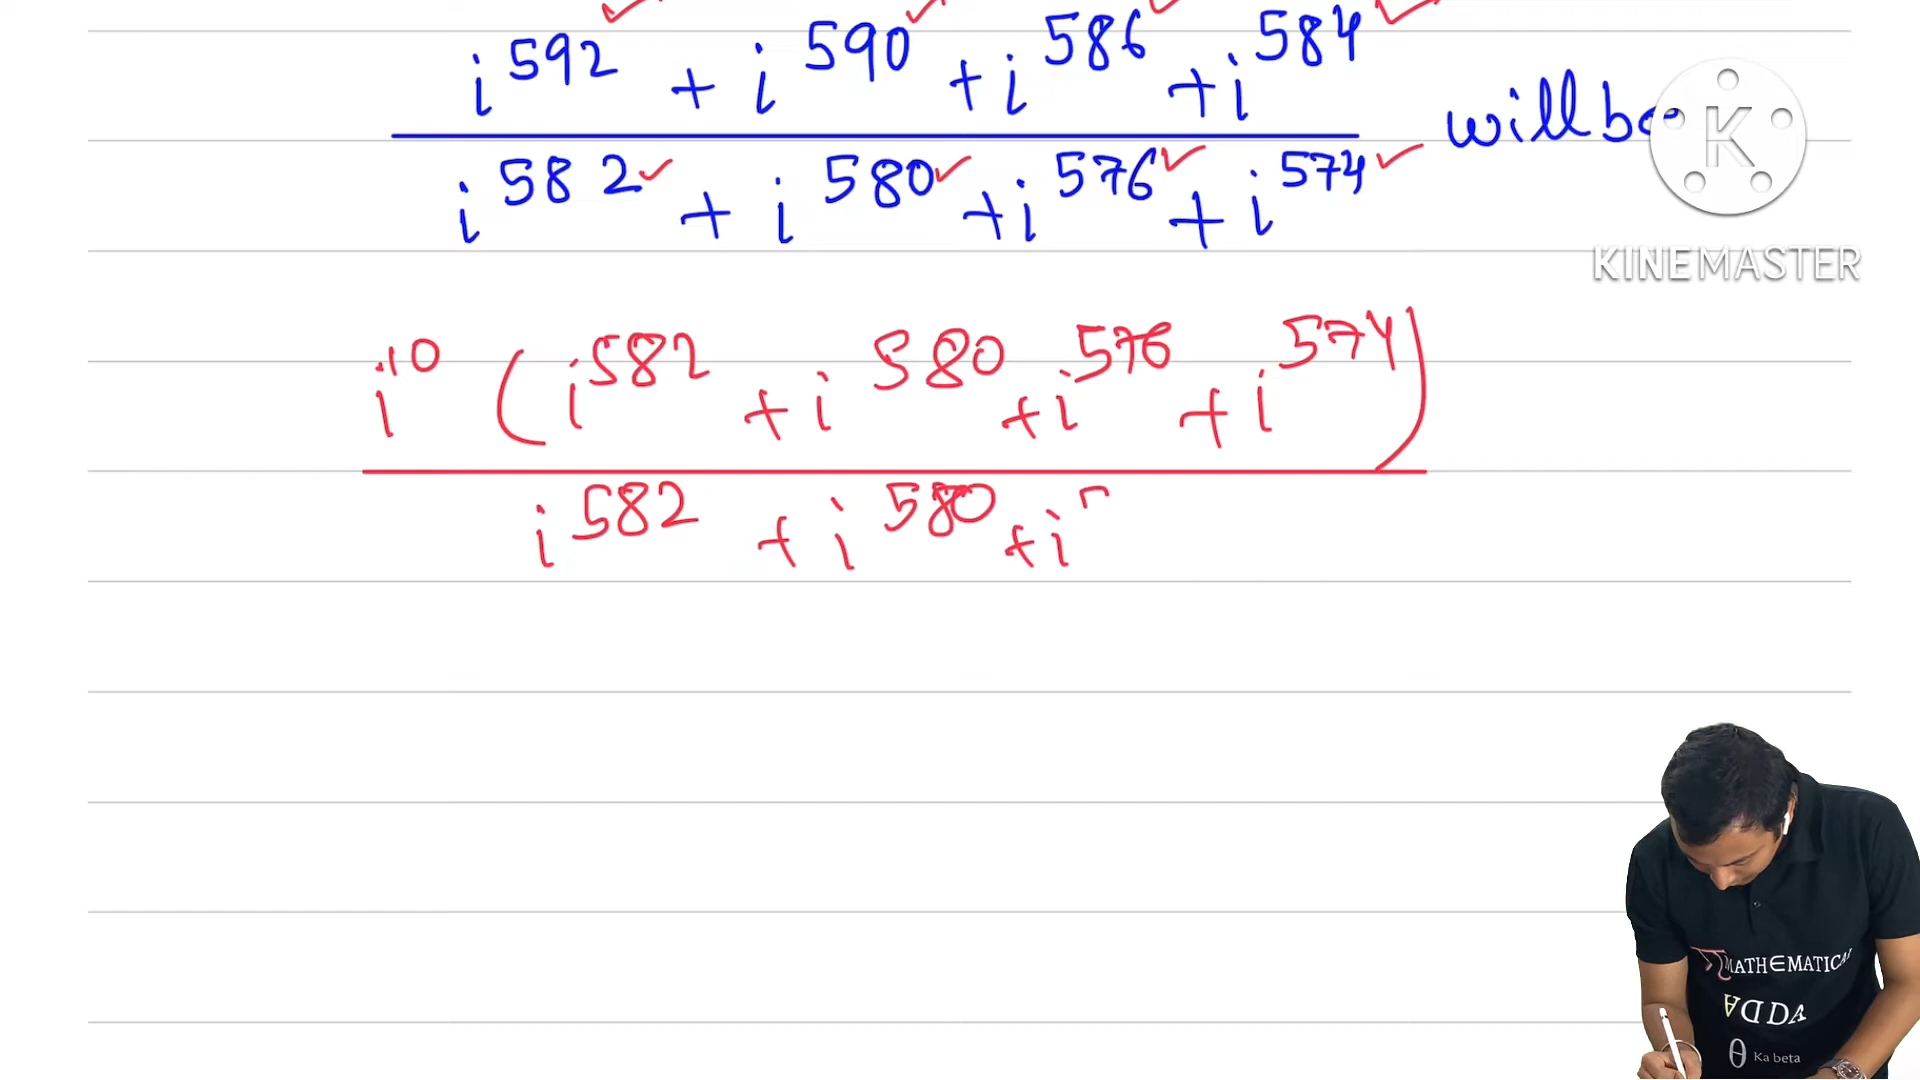 i^592 + i^590 + i^586 + i^584
will be
i^582 + i^580 + i^576 + i^574
K
KINEMASTER
i^10 (i^582 + i^580 + i^576 + i^574)
i^582 + i^580 + i
MATHEMATICAL
ADDA
θ Ka beta